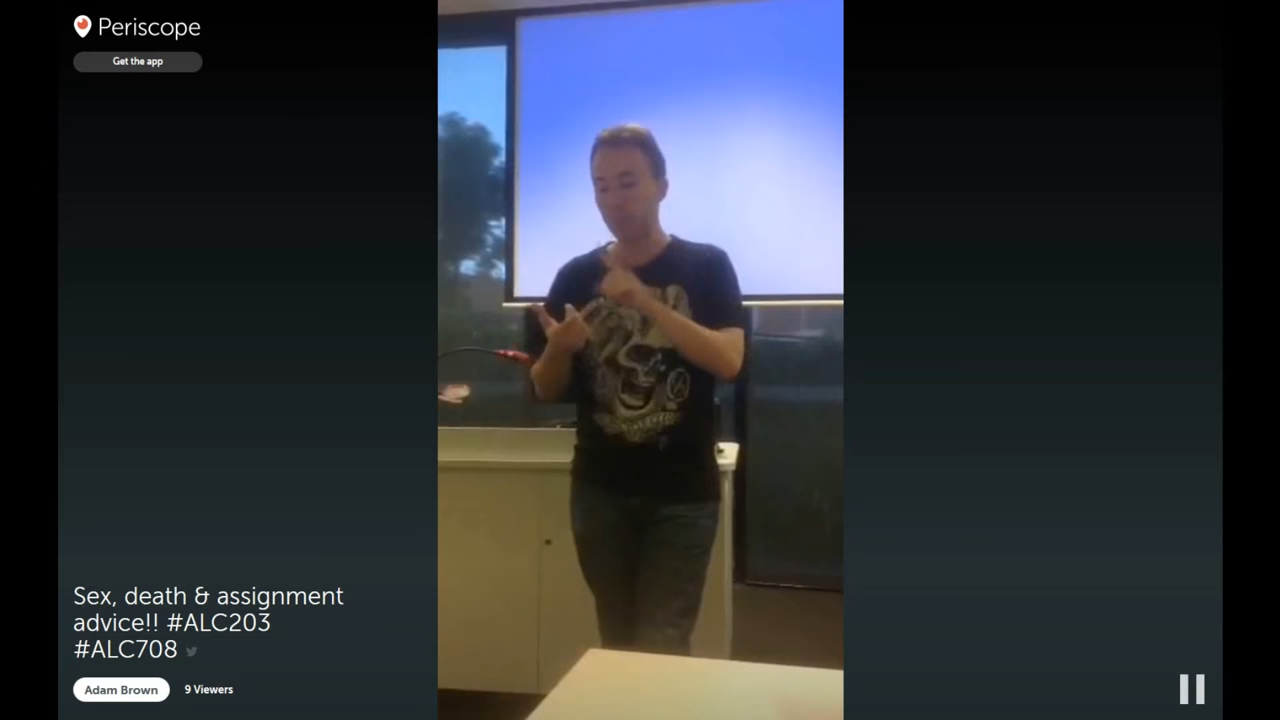 Periscope
Get the app
Sex, death & assignment
advice!! #ALC203
#ALC708
Adam Brown
9 Viewers